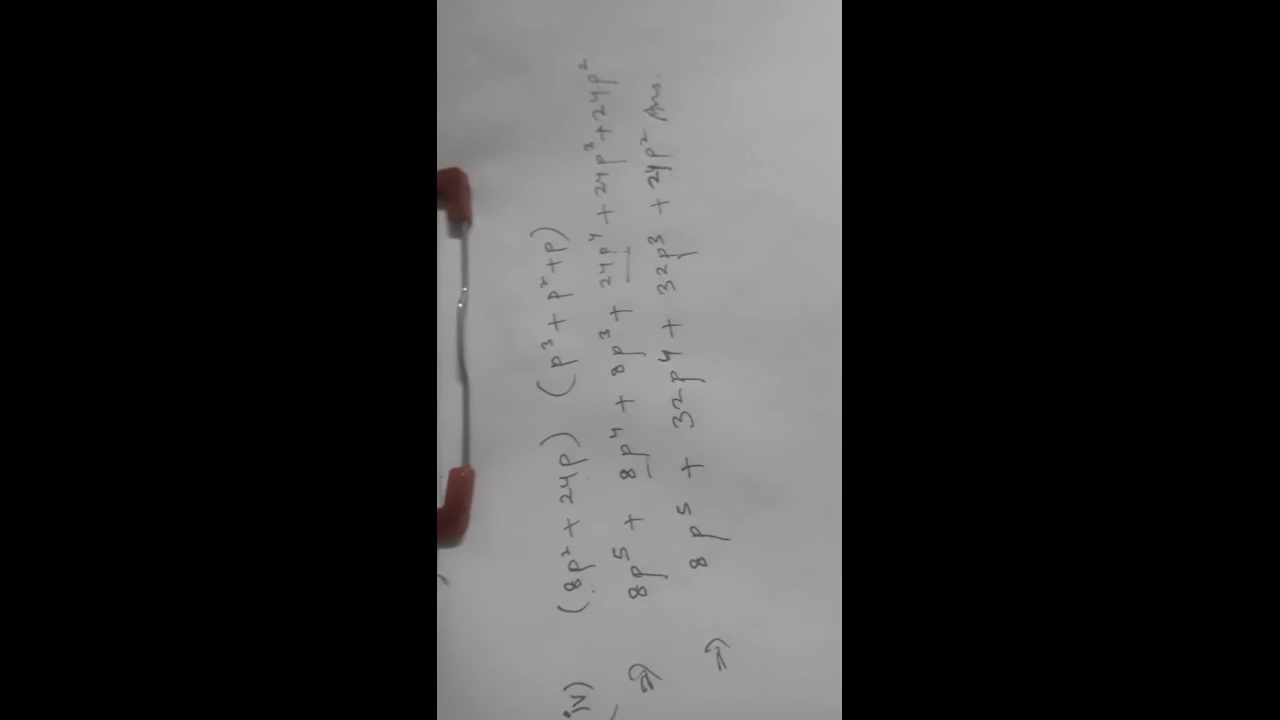 iv) (8p² + 24p) (p³ + p² + p)
⇒) 8p⁵ + 8p⁴ + 8p³ + 24p⁴ + 24p³ + 24p²
⇒) 8p⁵ + 32p⁴ + 32p³ + 24p² Ans.